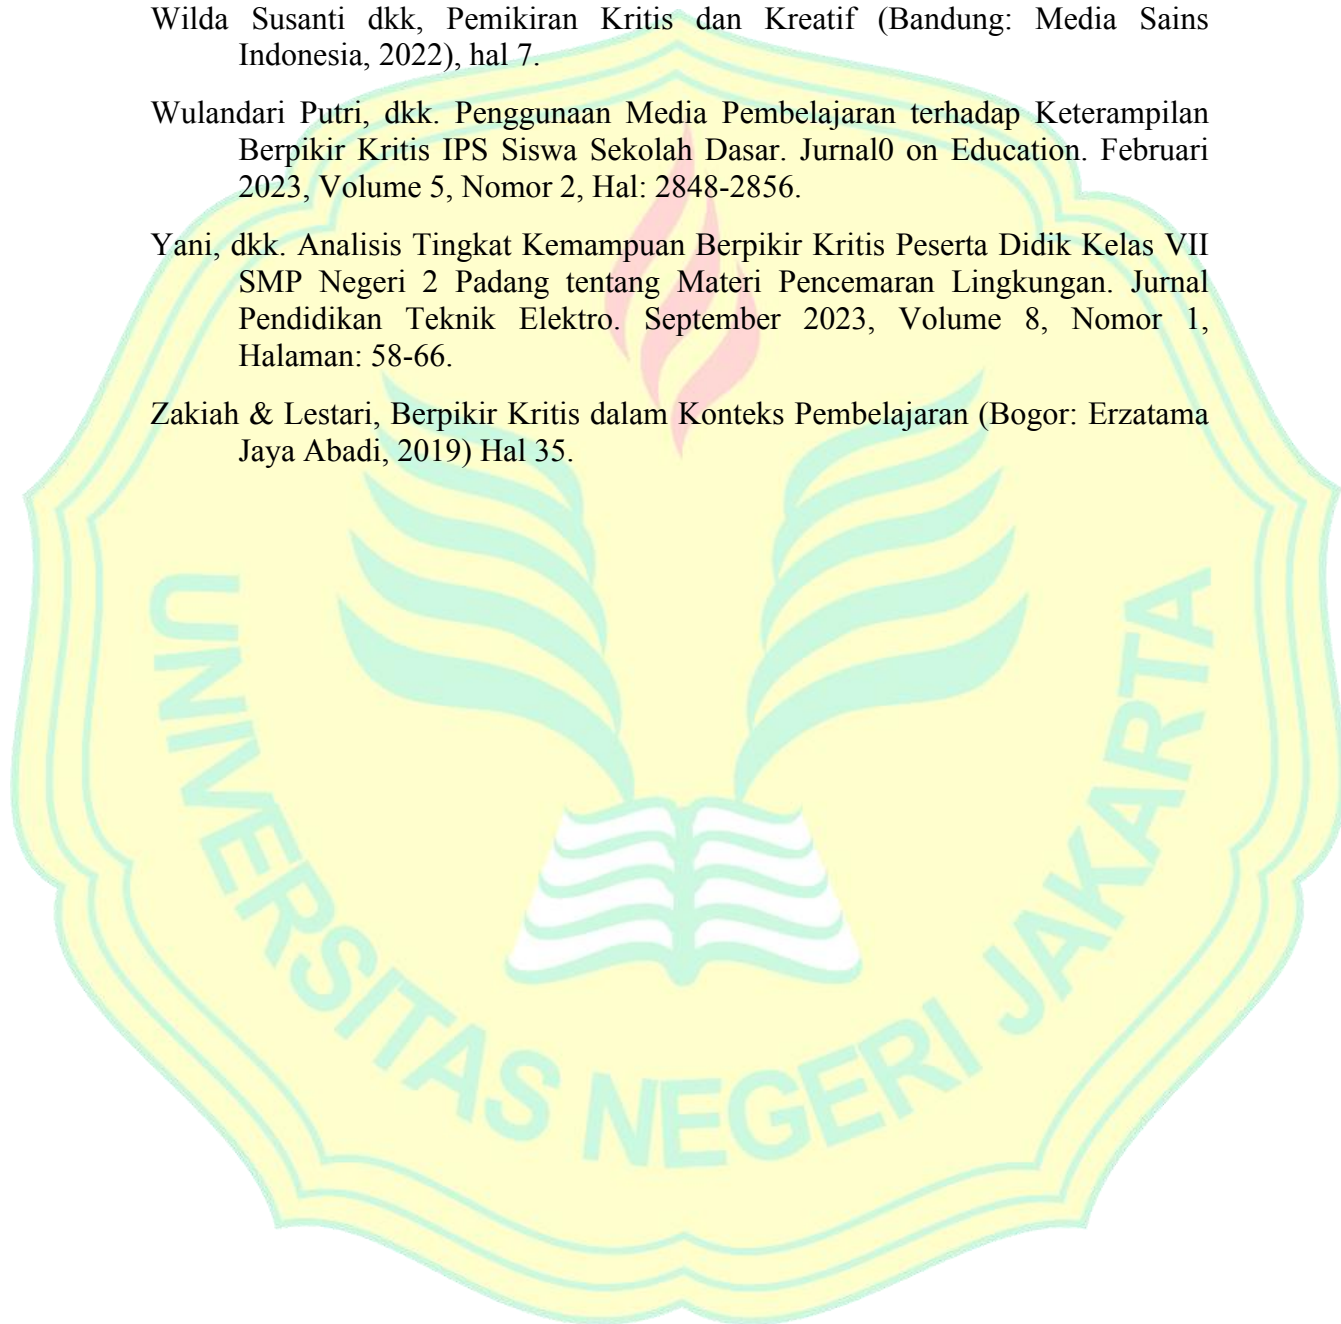 Wilda Susanti dkk, Pemikiran Kritis dan Kreatif (Bandung: Media Sains
Indonesia, 2022), hal 7.
Wulandari Putri, dkk. Penggunaan Media Pembelajaran terhadap Keterampilan
Berpikir Kritis IPS Siswa Sekolah Dasar. Jurnal0 on Education. Februari
2023, Volume 5, Nomor 2, Hal: 2848-2856.
Yani, dkk. Analisis Tingkat Kemampuan Berpikir Kritis Peserta Didik Kelas VII
SMP Negeri 2 Padang tentang Materi Pencemaran Lingkungan. Jurnal
Pendidikan Teknik Elektro. September 2023, Volume 8, Nomor 1,
Halaman: 58-66.
Zakiah & Lestari, Berpikir Kritis dalam Konteks Pembelajaran (Bogor: Erzatama
Jaya Abadi, 2019) Hal 35.
UNIVERSITAS NEGERI JAKARTA